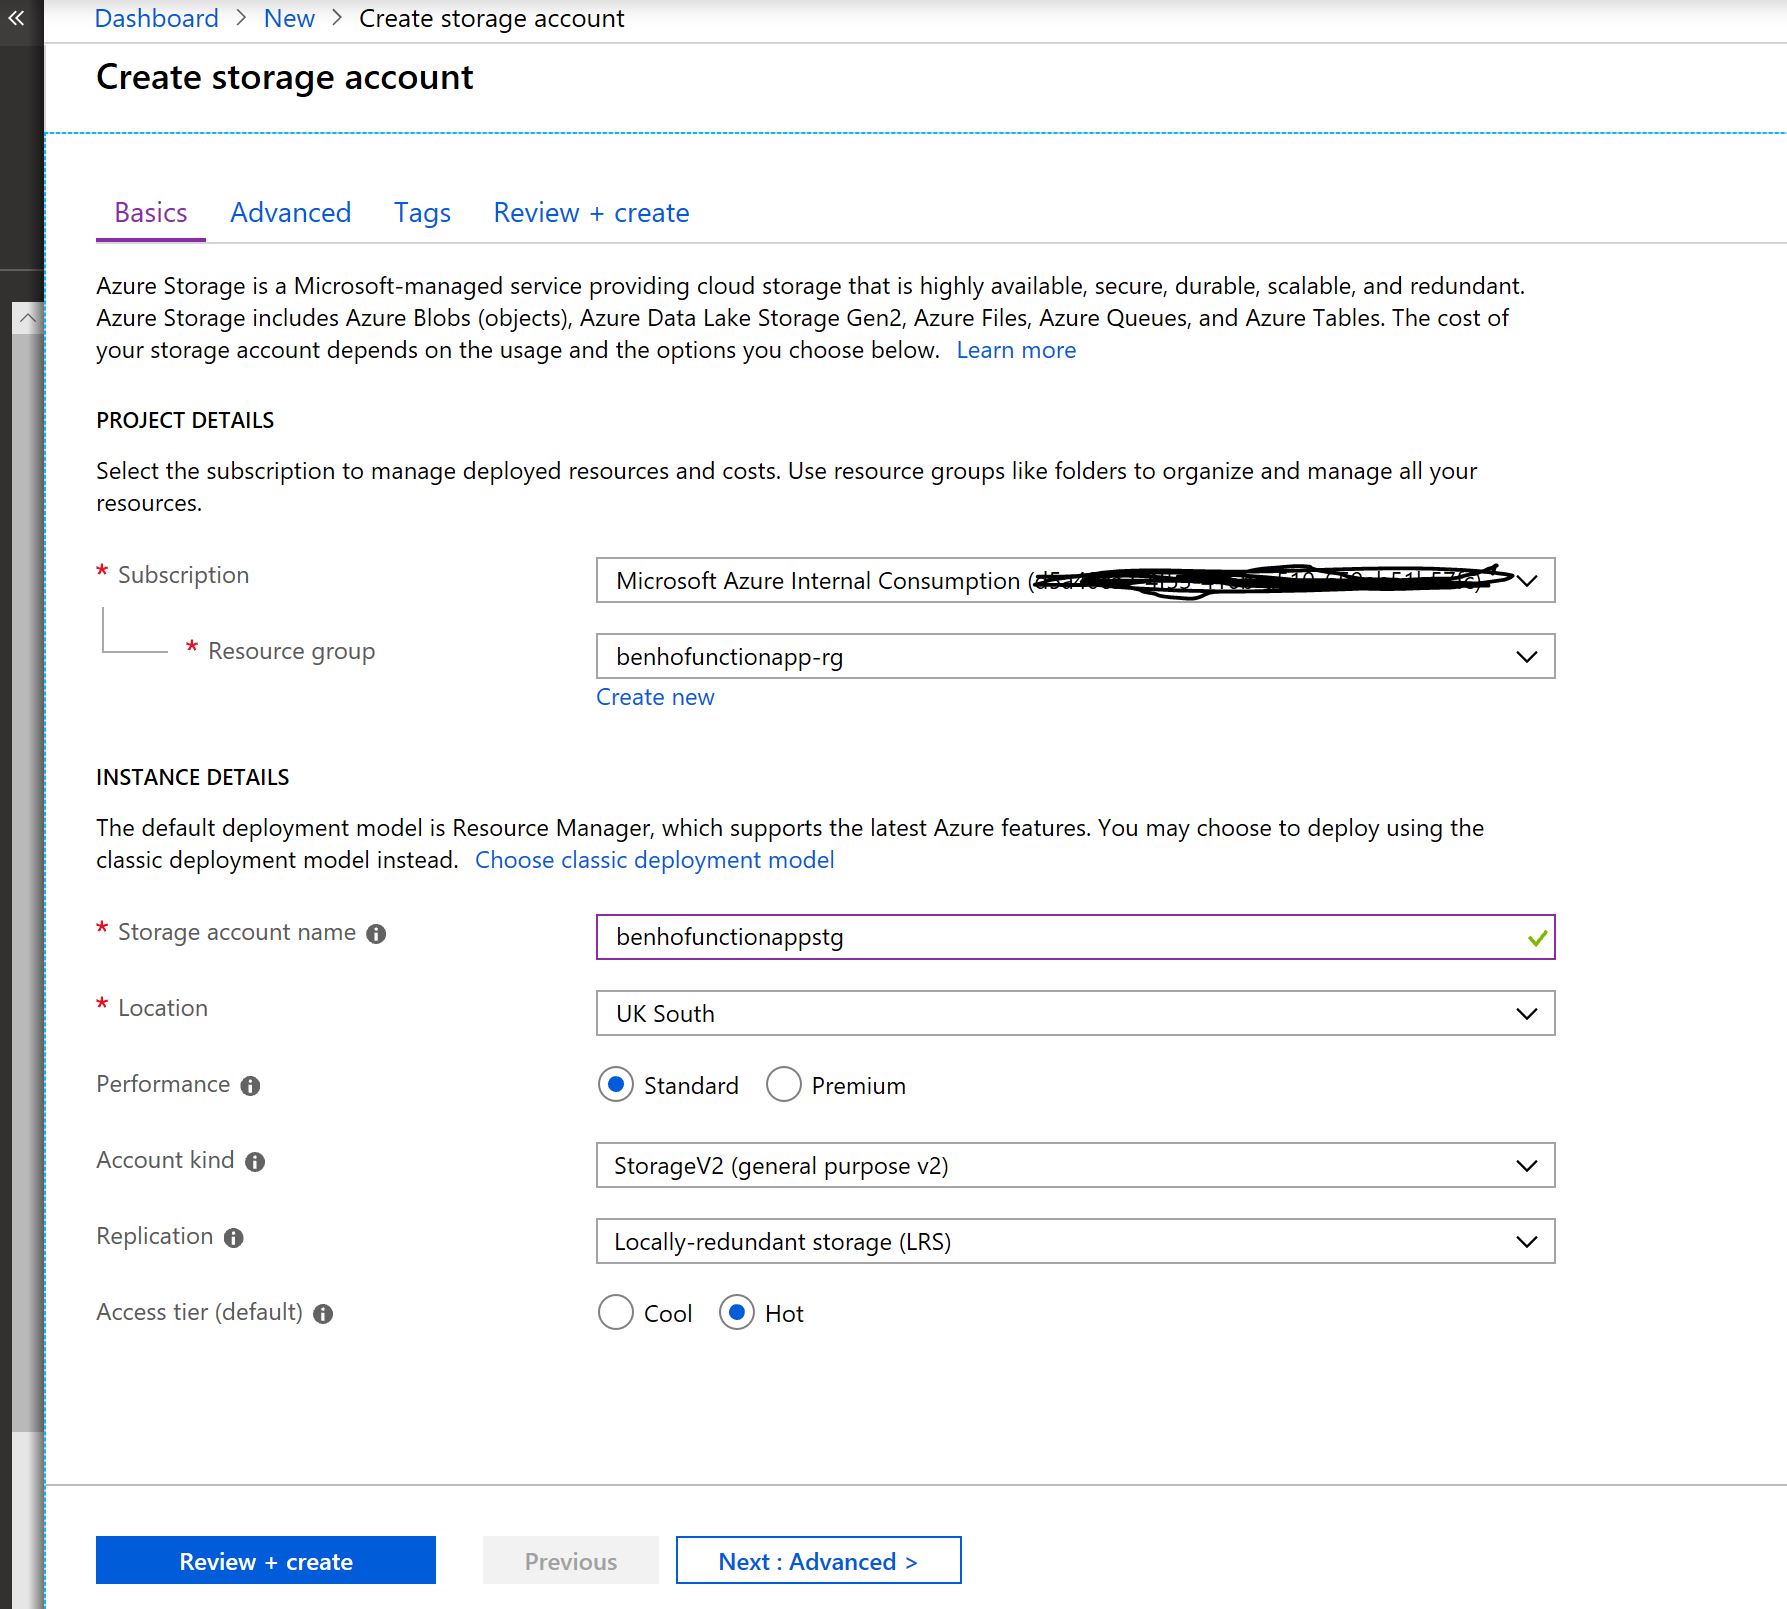 Dashboard > New > Create storage account
Create storage account
Basics Advanced Tags Review + create
Azure Storage is a Microsoft-managed service providing cloud storage that is highly available, secure, durable, scalable, and redundant.
Azure Storage includes Azure Blobs (objects), Azure Data Lake Storage Gen2, Azure Files, Azure Queues, and Azure Tables. The cost of
your storage account depends on the usage and the options you choose below. Learn more
PROJECT DETAILS
Select the subscription to manage deployed resources and costs. Use resource groups like folders to organize and manage all your
resources.
* Subscription Microsoft Azure Internal Consumption (
* Resource group benhofunctionapp-rg
Create new
INSTANCE DETAILS
The default deployment model is Resource Manager, which supports the latest Azure features. You may choose to deploy using the
classic deployment model instead. Choose classic deployment model
* Storage account name benhofunctionappstg
* Location UK South
Performance Standard Premium
Account kind StorageV2 (general purpose v2)
Replication Locally-redundant storage (LRS)
Access tier (default) Cool Hot
Review + create Previous Next : Advanced >